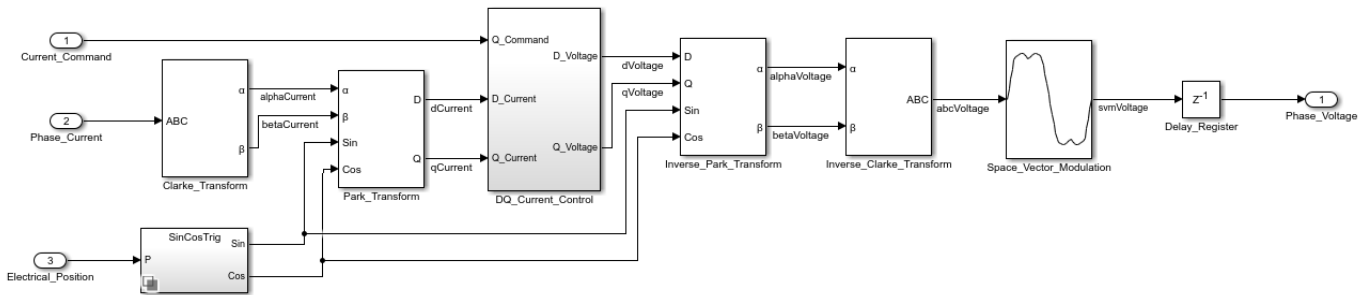 1
Current_Command
2
Phase_Current
ABC
α
β
Clarke_Transform
alphaCurrent
betaCurrent
α
β
Sin
Cos
D
Q
Park_Transform
dCurrent
qCurrent
Q_Command
D_Current
Q_Current
D_Voltage
Q_Voltage
DQ_Current_Control
dVoltage
qVoltage
D
Q
Sin
Cos
α
β
Inverse_Park_Transform
alphaVoltage
betaVoltage
α
β
ABC
Inverse_Clarke_Transform
abcVoltage
Space_Vector_Modulation
svmVoltage
Z-1
Delay_Register
1
Phase_Voltage
3
Electrical_Position
SinCosTrig
P
Sin
Cos